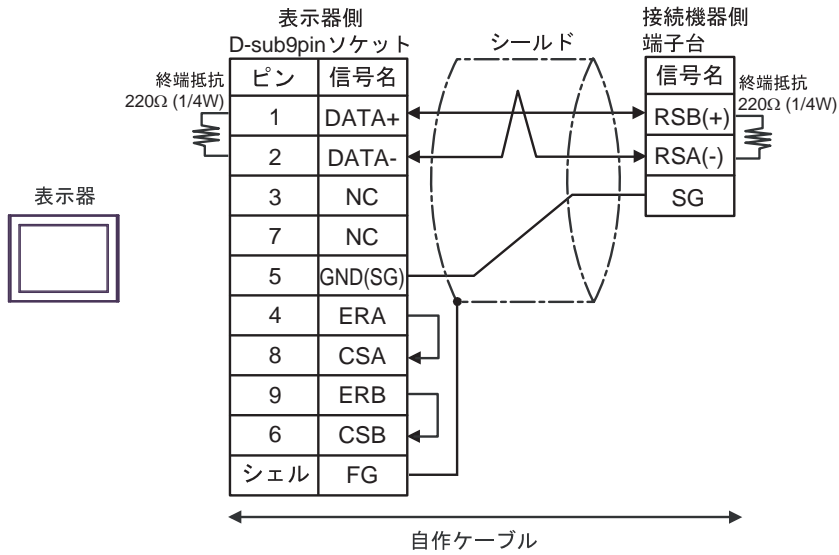 表示器側
D-sub9pinソケット
シールド
接続機器側
端子台
終端抵抗
220Ω (1/4W)
ピン 信号名
信号名
終端抵抗
220Ω (1/4W)
1 DATA+
RSB(+)
2 DATA-
RSA(-)
表示器
3 NC
SG
7 NC
5 GND(SG)
4 ERA
8 CSA
9 ERB
6 CSB
シェル FG
自作ケーブル